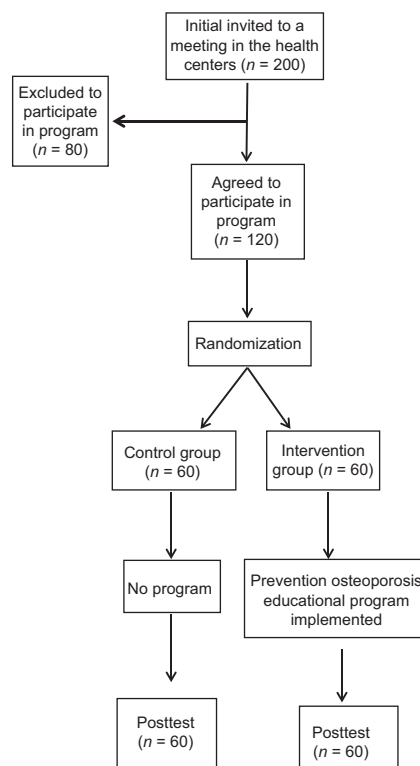 Initial invited to a
meeting in the health
centers (n = 200)
Excluded to
participate
in program
(n = 80)
Agreed to
participate in
program
(n = 120)
Randomization
Control group
(n = 60)
Intervention
group (n = 60)
No program
Prevention osteoporosis
educational program
implemented
Posttest
(n = 60)
Posttest
(n = 60)